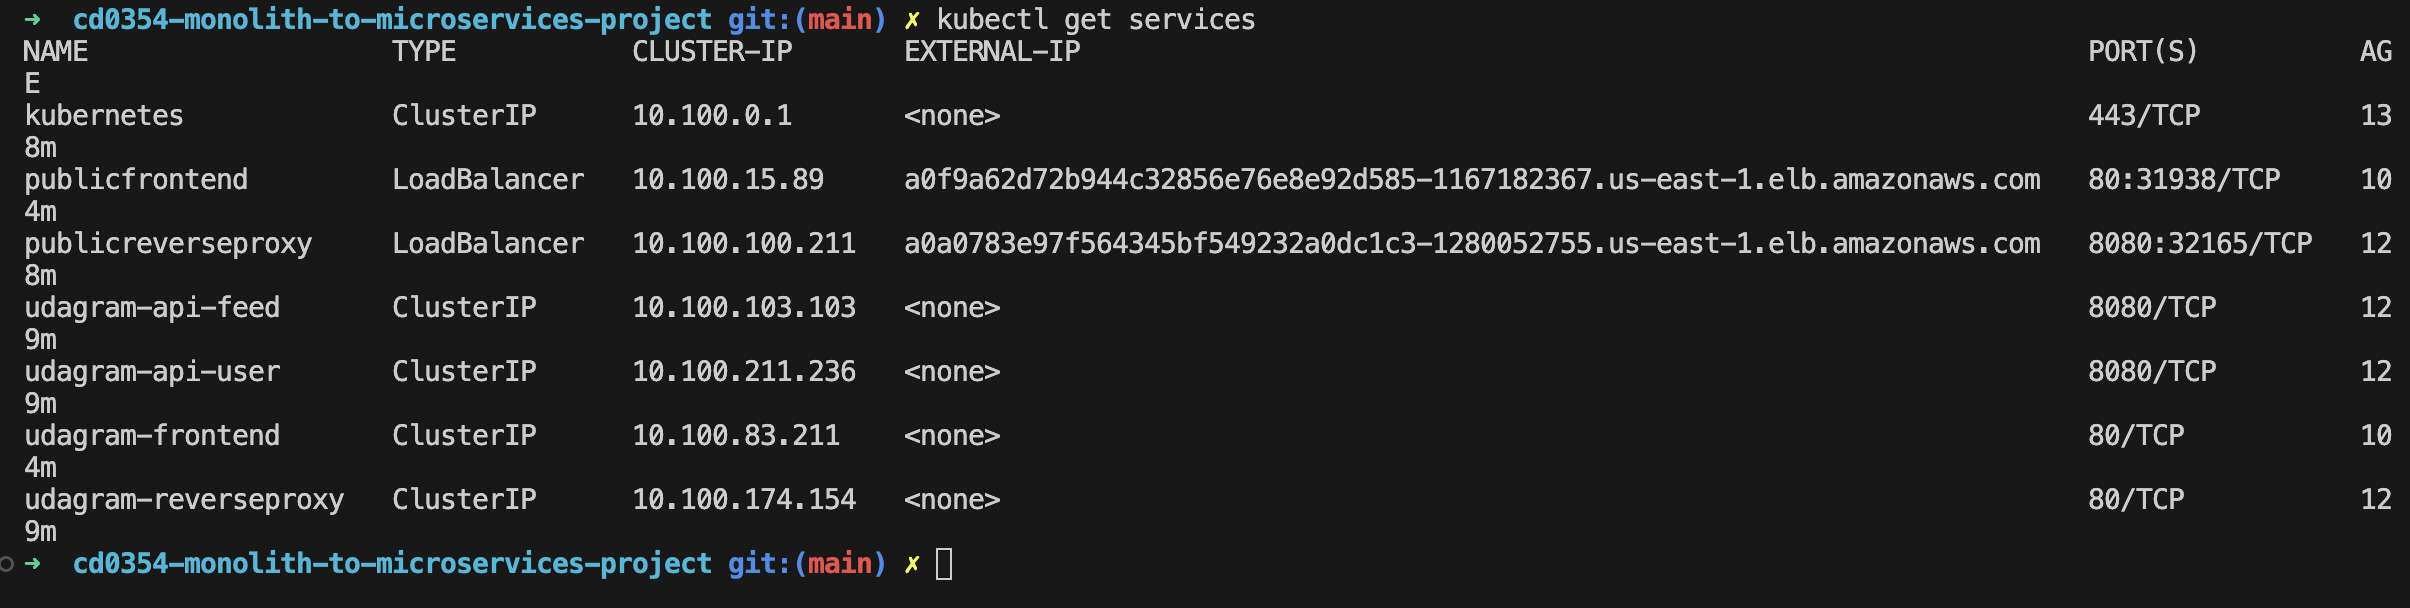 ➜  cd0354-monolith-to-microservices-project git:(main) ✗ kubectl get services
NAME                   TYPE           CLUSTER-IP       EXTERNAL-IP                                                               PORT(S)          AG
E
kubernetes             ClusterIP      10.100.0.1       <none>                                                                    443/TCP          13
8m
publicfrontend         LoadBalancer   10.100.15.89     a0f9a62d72b944c32856e76e8e92d585-1167182367.us-east-1.elb.amazonaws.com   80:31938/TCP     10
4m
publicreverseproxy     LoadBalancer   10.100.100.211   a0a0783e97f564345bf549232a0dc1c3-1280052755.us-east-1.elb.amazonaws.com   8080:32165/TCP   12
8m
udagram-api-feed       ClusterIP      10.100.103.103   <none>                                                                    8080/TCP         12
9m
udagram-api-user       ClusterIP      10.100.211.236   <none>                                                                    8080/TCP         12
9m
udagram-frontend       ClusterIP      10.100.83.211    <none>                                                                    80/TCP           10
4m
udagram-reverseproxy   ClusterIP      10.100.174.154   <none>                                                                    80/TCP           12
9m
➜  cd0354-monolith-to-microservices-project git:(main) ✗